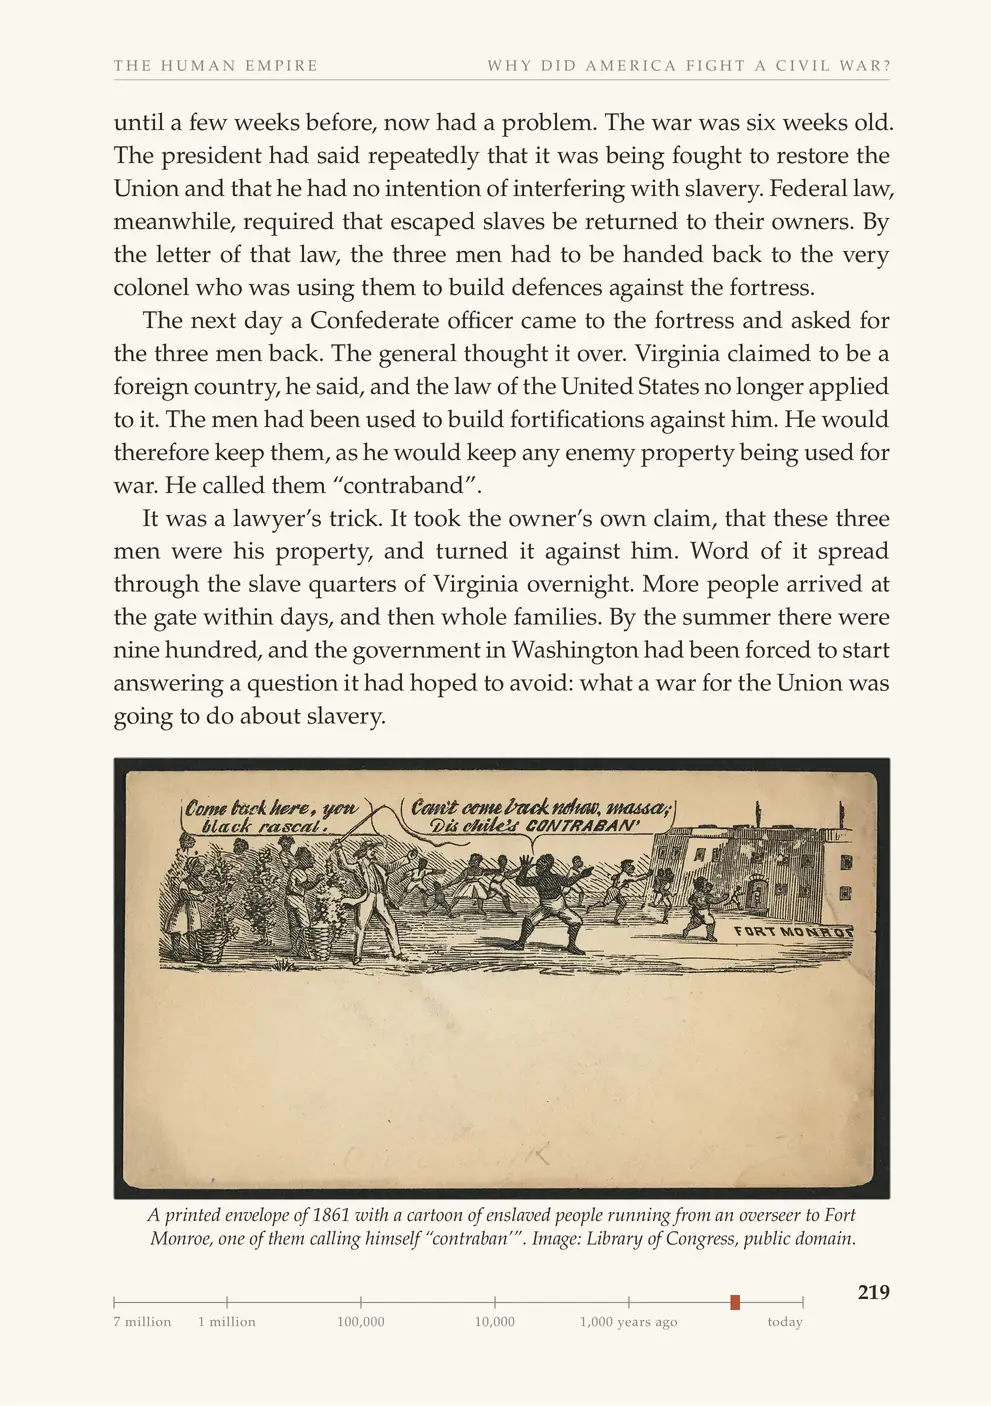 THE HUMAN EMPIRE
WHY DID AMERICA FIGHT A CIVIL WAR?
until a few weeks before, now had a problem. The war was six weeks old.
The president had said repeatedly that it was being fought to restore the
Union and that he had no intention of interfering with slavery. Federal law,
meanwhile, required that escaped slaves be returned to their owners. By
the letter of that law, the three men had to be handed back to the very
colonel who was using them to build defences against the fortress.
The next day a Confederate officer came to the fortress and asked for
the three men back. The general thought it over. Virginia claimed to be a
foreign country, he said, and the law of the United States no longer applied
to it. The men had been used to build fortifications against him. He would
therefore keep them, as he would keep any enemy property being used for
war. He called them “contraband”.
It was a lawyer’s trick. It took the owner’s own claim, that these three
men were his property, and turned it against him. Word of it spread
through the slave quarters of Virginia overnight. More people arrived at
the gate within days, and then whole families. By the summer there were
nine hundred, and the government in Washington had been forced to start
answering a question it had hoped to avoid: what a war for the Union was
going to do about slavery.
Come back here, you
black rascal.
Can't come back nohow, massa;
Dis chile's CONTRABAN'
FORT MONROE
A printed envelope of 1861 with a cartoon of enslaved people running from an overseer to Fort
Monroe, one of them calling himself “contraban’”. Image: Library of Congress, public domain.
219
7 million 1 million 100,000 10,000 1,000 years ago today